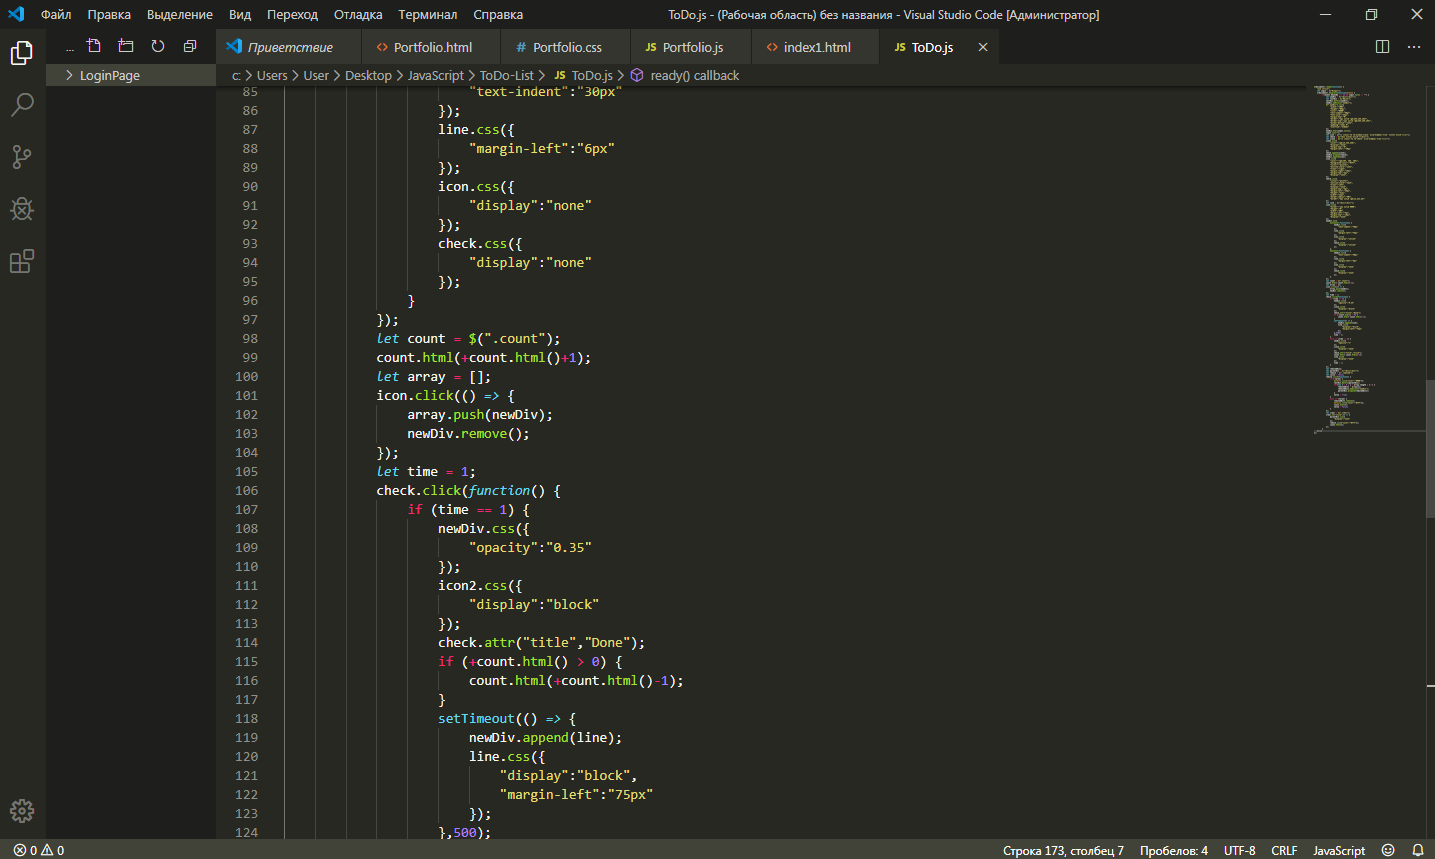 Файл Правка Выделение Вид Переход Отладка Терминал Справка ToDo.js - (Рабочая область) без названия - Visual Studio Code [Администратор]
... Приветствие Portfolio.html Portfolio.css JS Portfolio.js index1.html JS ToDo.js
LoginPage
c: > Users > User > Desktop > JavaScript > ToDo-List > JS ToDo.js > ready() callback
85 "text-indent":"30px"
86 });
87 line.css({
88 "margin-left":"6px"
89 });
90 icon.css({
91 "display":"none"
92 });
93 check.css({
94 "display":"none"
95 });
96 }
97 });
98 let count = $(".count");
99 count.html(+count.html()+1);
100 let array = [];
101 icon.click(() => {
102 array.push(newDiv);
103 newDiv.remove();
104 });
105 let time = 1;
106 check.click(function() {
107 if (time == 1) {
108 newDiv.css({
109 "opacity":"0.35"
110 });
111 icon2.css({
112 "display":"block"
113 });
114 check.attr("title","Done");
115 if (+count.html() > 0) {
116 count.html(+count.html()-1);
117 }
118 setTimeout(() => {
119 newDiv.append(line);
120 line.css({
121 "display":"block",
122 "margin-left":"75px"
123 });
124 },500);
0 0 Строка 173, столбец 7 Пробелов: 4 UTF-8 CRLF JavaScript